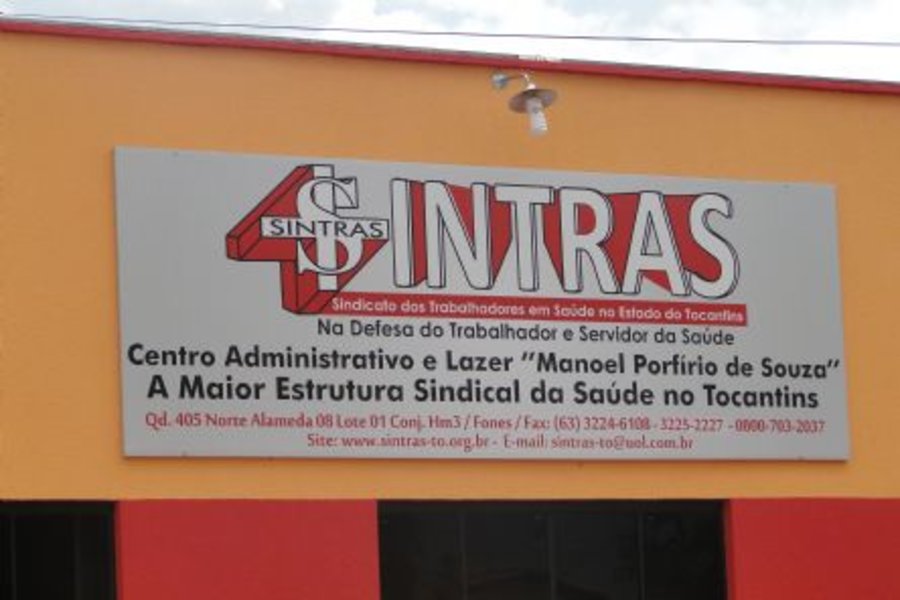 SINTRAS
SINTRAS
Sindicato dos Trabalhadores em Saúde no Estado do Tocantins
Na Defesa do Trabalhador e Servidor da Saúde
Centro Administrativo e Lazer "Manoel Porfírio de Souza"
A Maior Estrutura Sindical da Saúde no Tocantins
Qd. 405 Norte Alameda 08 Lote 01 Conj. Hm3 / Fones / Fax: (63) 3224-6108 - 3225-2227 - 0800-703-2037
Site: www.sintras-to.org.br - E-mail: sintras-to@uol.com.br